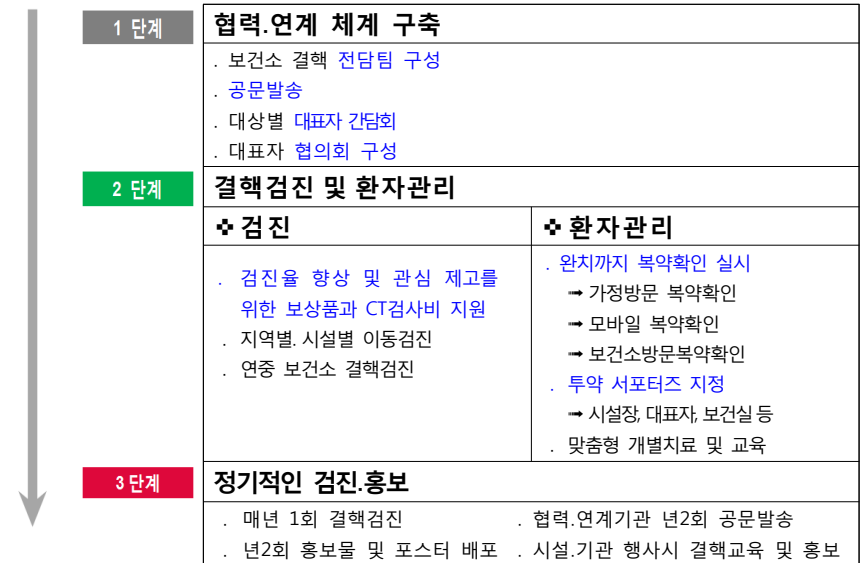 1 단계
협력.연계 체계 구축
. 보건소 결핵 전담팀 구성
. 공문발송
. 대상별 대표자 간담회
. 대표자 협의회 구성
2 단계
결핵검진 및 환자관리
❖ 검진
. 검진율 향상 및 관심 제고를
위한 보상품과 CT검사비 지원
. 지역별.시설별 이동검진
. 연중 보건소 결핵검진
❖ 환자관리
. 완치까지 복약확인 실시
➟ 가정방문 복약확인
➟ 모바일 복약확인
➟ 보건소방문복약확인
. 투약 서포터즈 지정
➟ 시설장, 대표자, 보건실 등
. 맞춤형 개별치료 및 교육
3 단계
정기적인 검진.홍보
. 매년 1회 결핵검진
. 협력.연계기관 년2회 공문발송
. 년2회 홍보물 및 포스터 배포
. 시설.기관 행사시 결핵교육 및 홍보